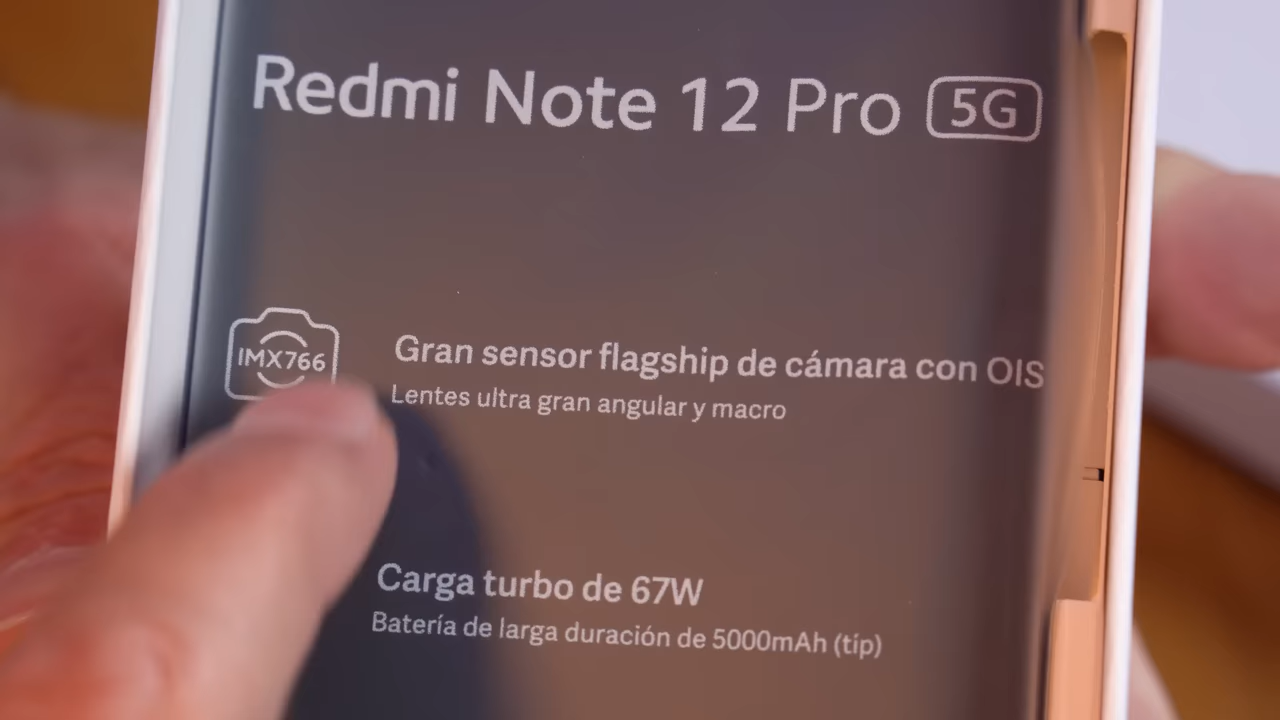 Redmi Note 12 Pro 5G
IMX766
Gran sensor flagship de cámara con OIS
Lentes ultra gran angular y macro
Carga turbo de 67W
Batería de larga duración de 5000mAh (tip)